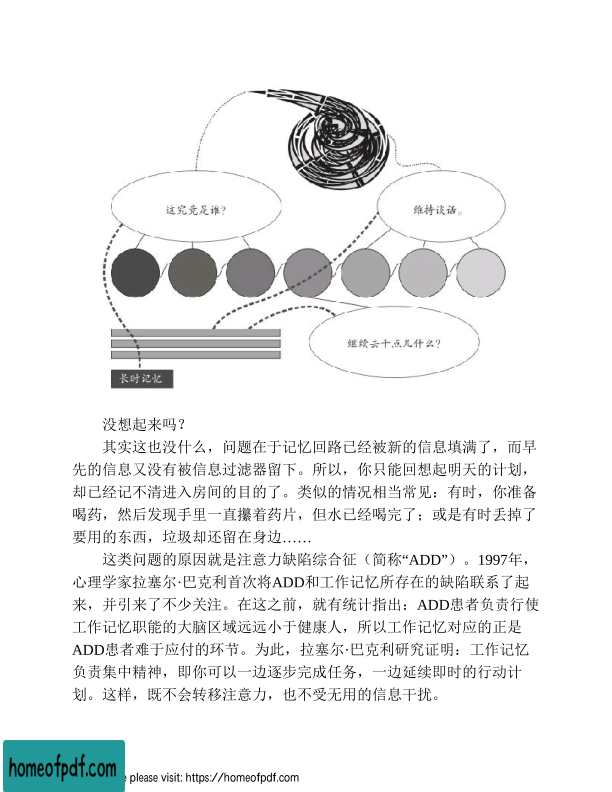 这究竟是谁?
维持谈话。
继续去干点儿什么?
长时记忆
没想起来吗?
其实这也没什么，问题在于记忆回路已经被新的信息填满了，而早
先的信息又没有被信息过滤器留下。所以，你只能回想起明天的计划，
却已经记不清进入房间的目的了。类似的情况相当常见：有时，你准备
喝药，然后发现手里一直攥着药片，但水已经喝完了；或是有时丢掉了
要用的东西，垃圾却还留在身边……
这类问题的原因就是注意力缺陷综合征（简称“ADD”）。1997年，
心理学家拉塞尔·巴克利首次将ADD和工作记忆所存在的缺陷联系了起
来，并引来了不少关注。在这之前，就有统计指出：ADD患者负责行使
工作记忆职能的大脑区域远远小于健康人，所以工作记忆对应的正是
ADD患者难于应付的环节。为此，拉塞尔·巴克利研究证明：工作记忆
负责集中精神，即你可以一边逐步完成任务，一边延续即时的行动计
划。这样，既不会转移注意力，也不受无用的信息干扰。
homeofpdf.com
e please visit: https://homeofpdf.com